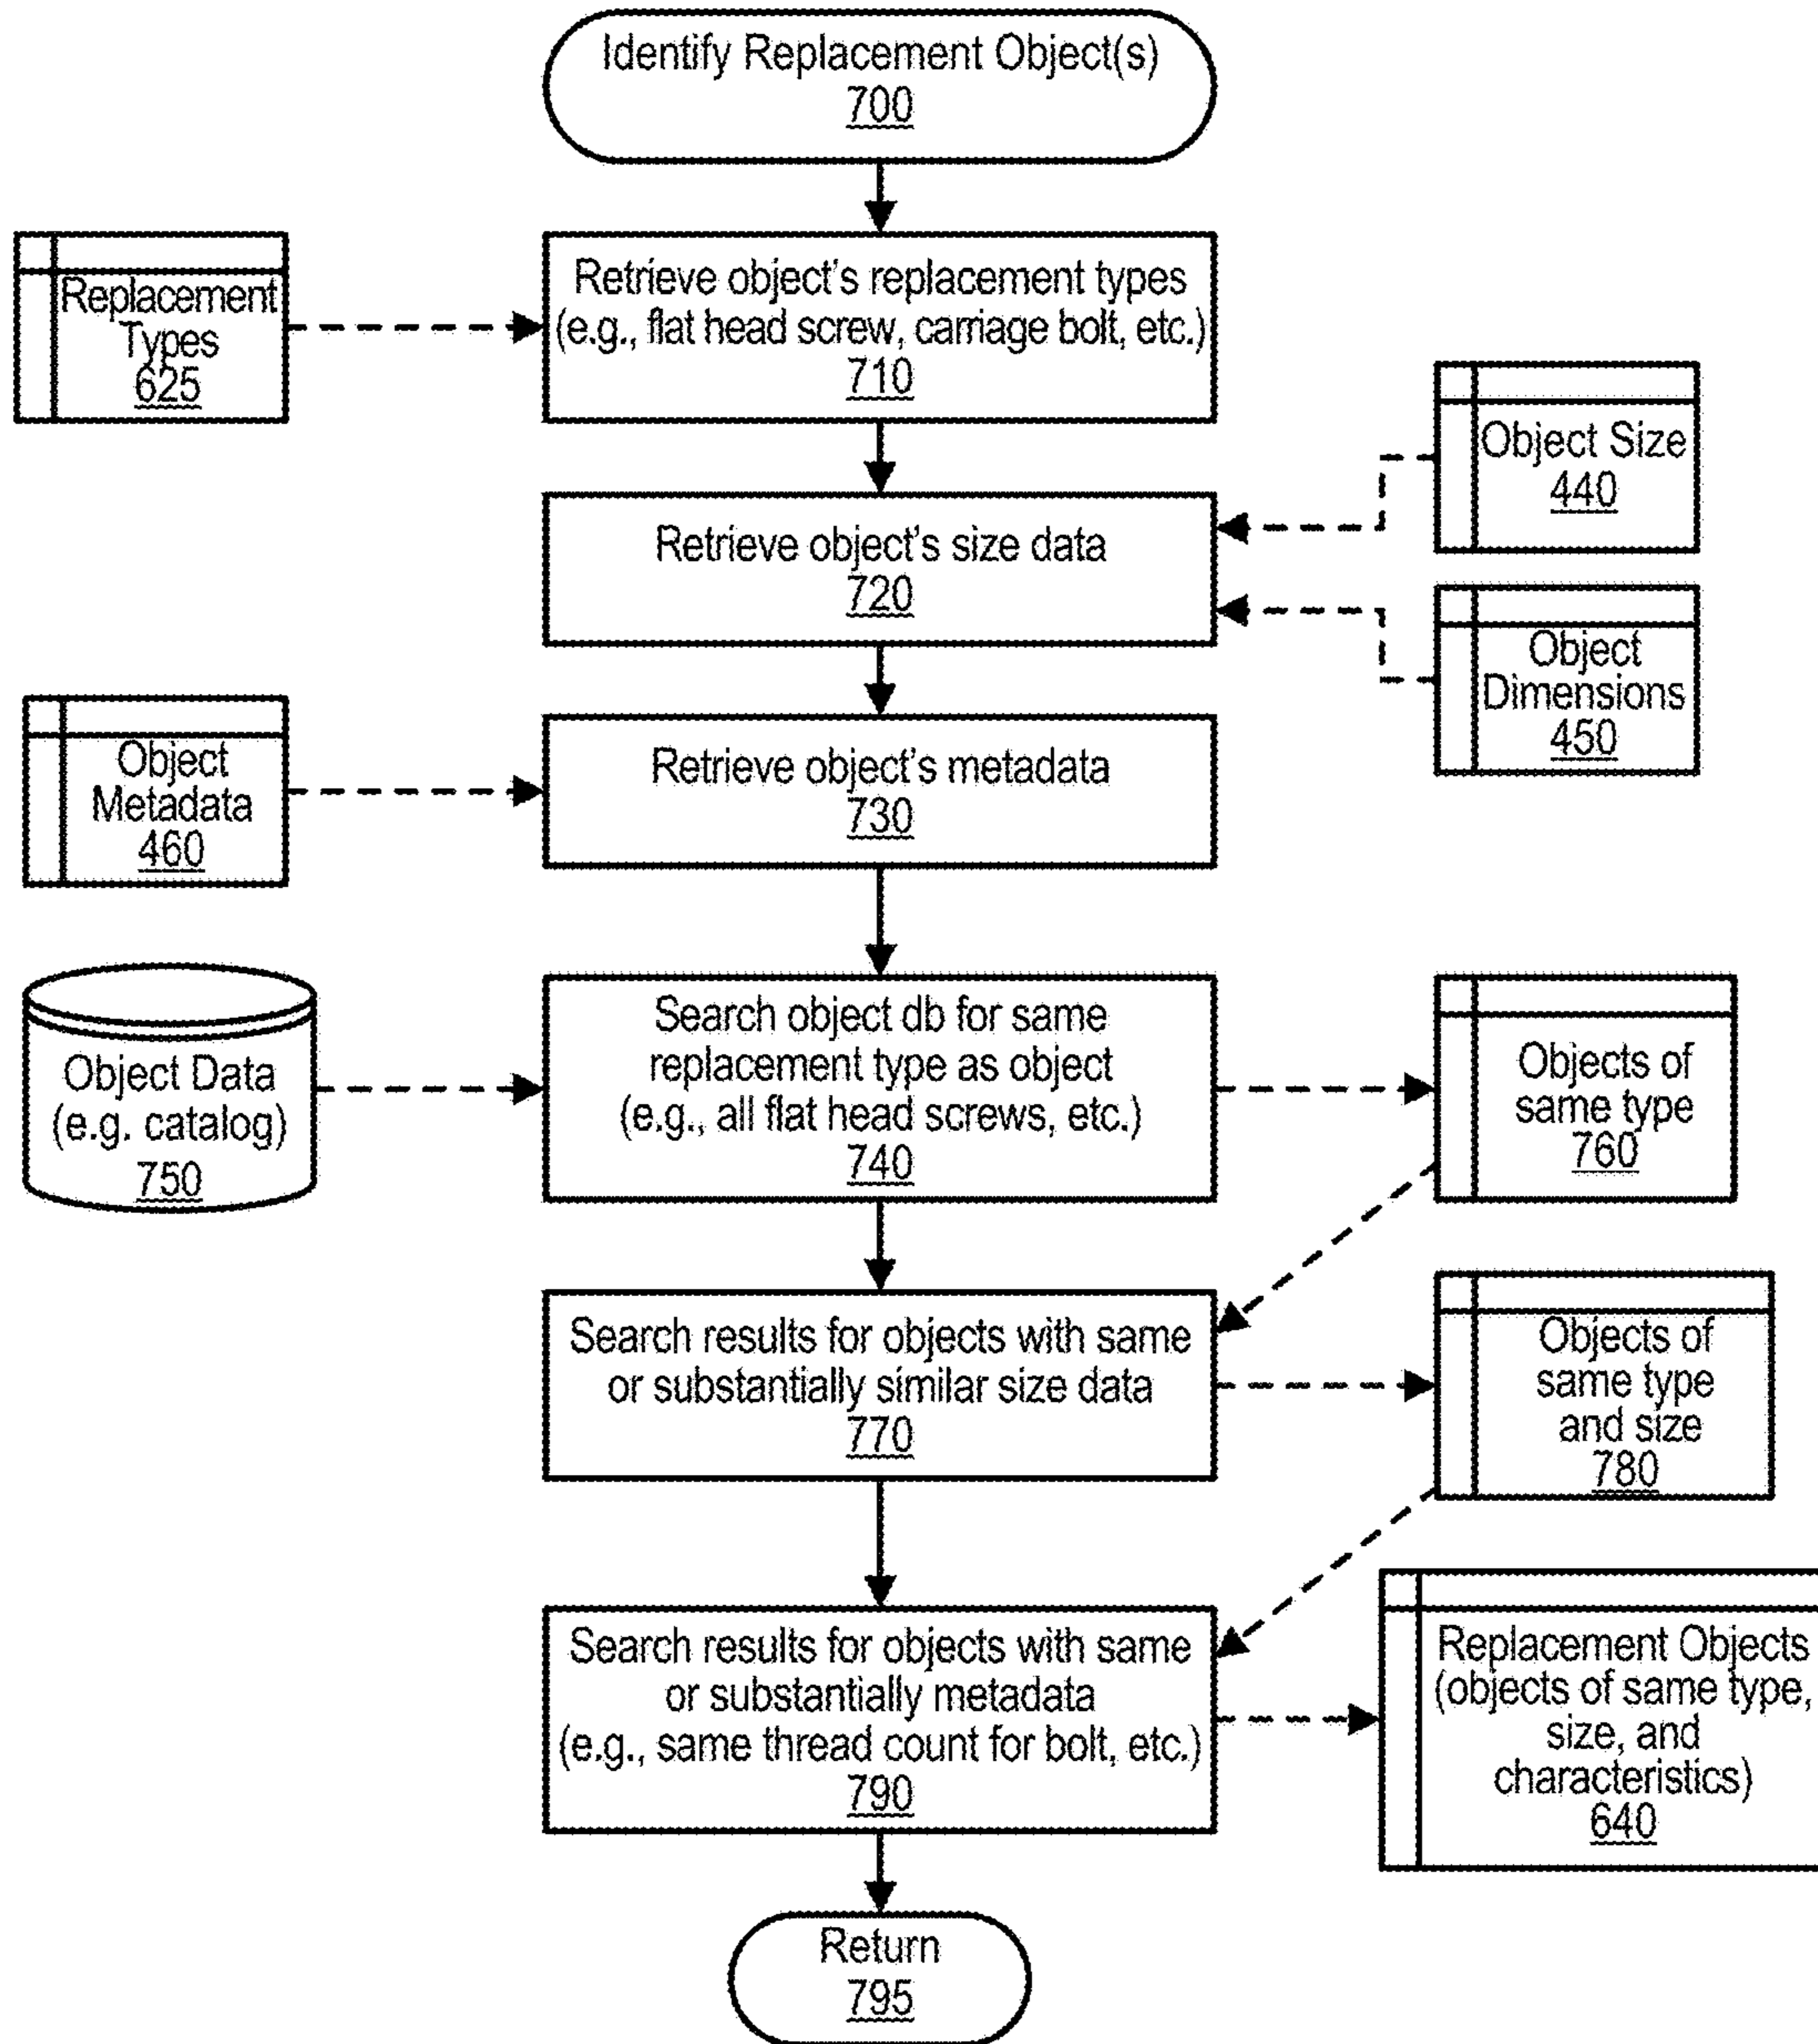 Identify Replacement Object(s)
700
Replacement
Types
625
Retrieve object's replacement types
(e.g., flat head screw, carriage bolt, etc.)
710
Object Size
440
Retrieve object's size data
720
Object
Dimensions
450
Object
Metadata
460
Retrieve object's metadata
730
Object Data
(e.g. catalog)
750
Search object db for same
replacement type as object
(e.g., all flat head screws, etc.)
740
Objects of
same type
760
Search results for objects with same
or substantially similar size data
770
Objects of
same type
and size
780
Search results for objects with same
or substantially metadata
(e.g., same thread count for bolt, etc.)
790
Replacement Objects
(objects of same type,
size, and
characteristics)
640
Return
795